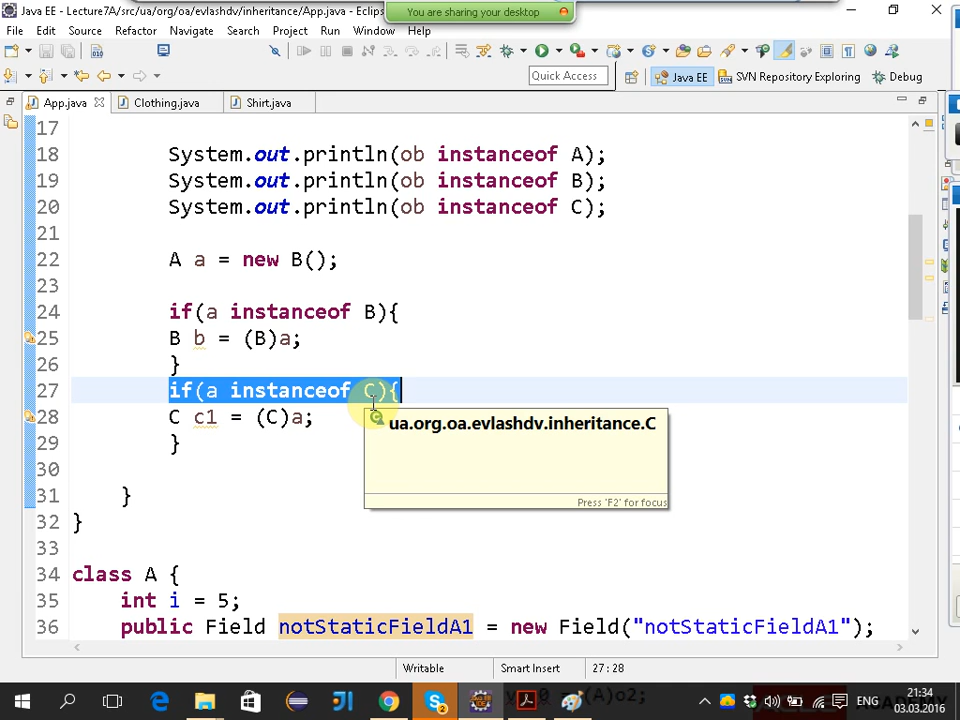 Java EE - Lecture7A/src/ua/org/oa/evlashdv/inheritance/App.java - Eclips
You are sharing your desktop
File Edit Source Refactor Navigate Search Project Run Window Help
Quick Access Java EE SVN Repository Exploring Debug
App.java Clothing.java Shirt.java
17
18 System.out.println(ob instanceof A);
19 System.out.println(ob instanceof B);
20 System.out.println(ob instanceof C);
21
22 A a = new B();
23
24 if(a instanceof B){
25 B b = (B)a;
26 }
27 if(a instanceof C){
28 C c1 = (C)a;
ua.org.oa.evlashdv.inheritance.C
29 }
30
Press 'F2' for focus
31 }
32 }
33
34 class A {
35 int i = 5;
36 public Field notStaticFieldA1 = new Field("notStaticFieldA1");
Writable Smart Insert 27 : 28
(A)o2;
ENG 21:34
03.03.2016